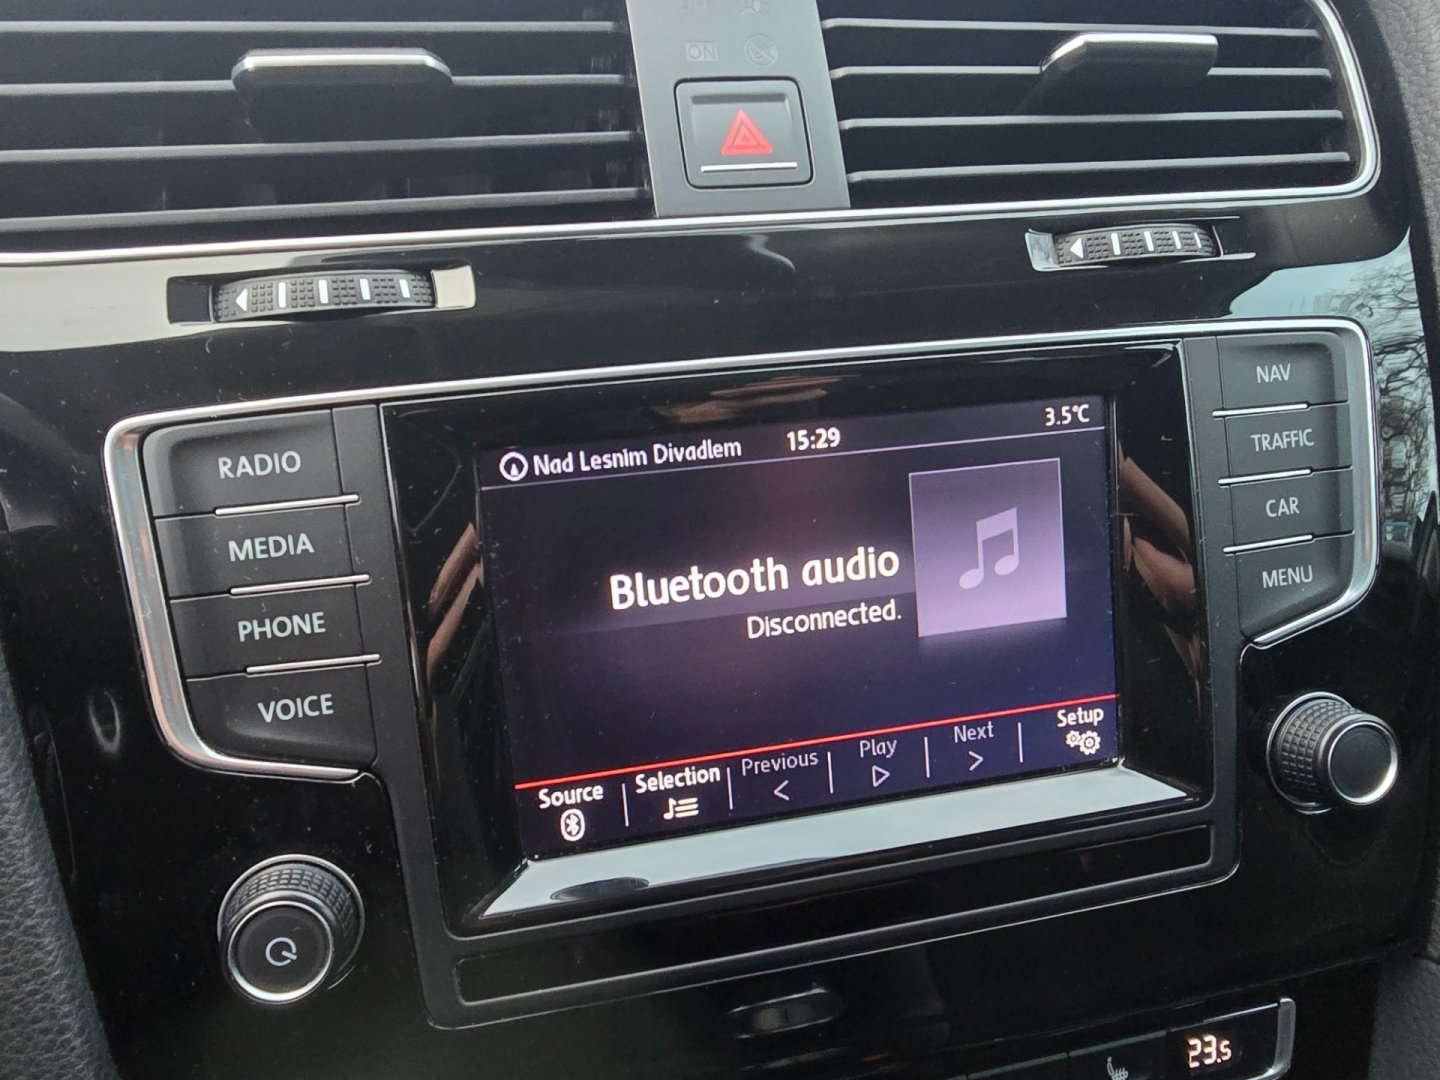 OFF
ON
NAV
RADIO
Nad Lesnim Divadlem 15:29 3.5°C
TRAFFIC
MEDIA
CAR
Bluetooth audio
MENU
PHONE
Disconnected.
VOICE
Source Selection Previous Play Next Setup
23.5